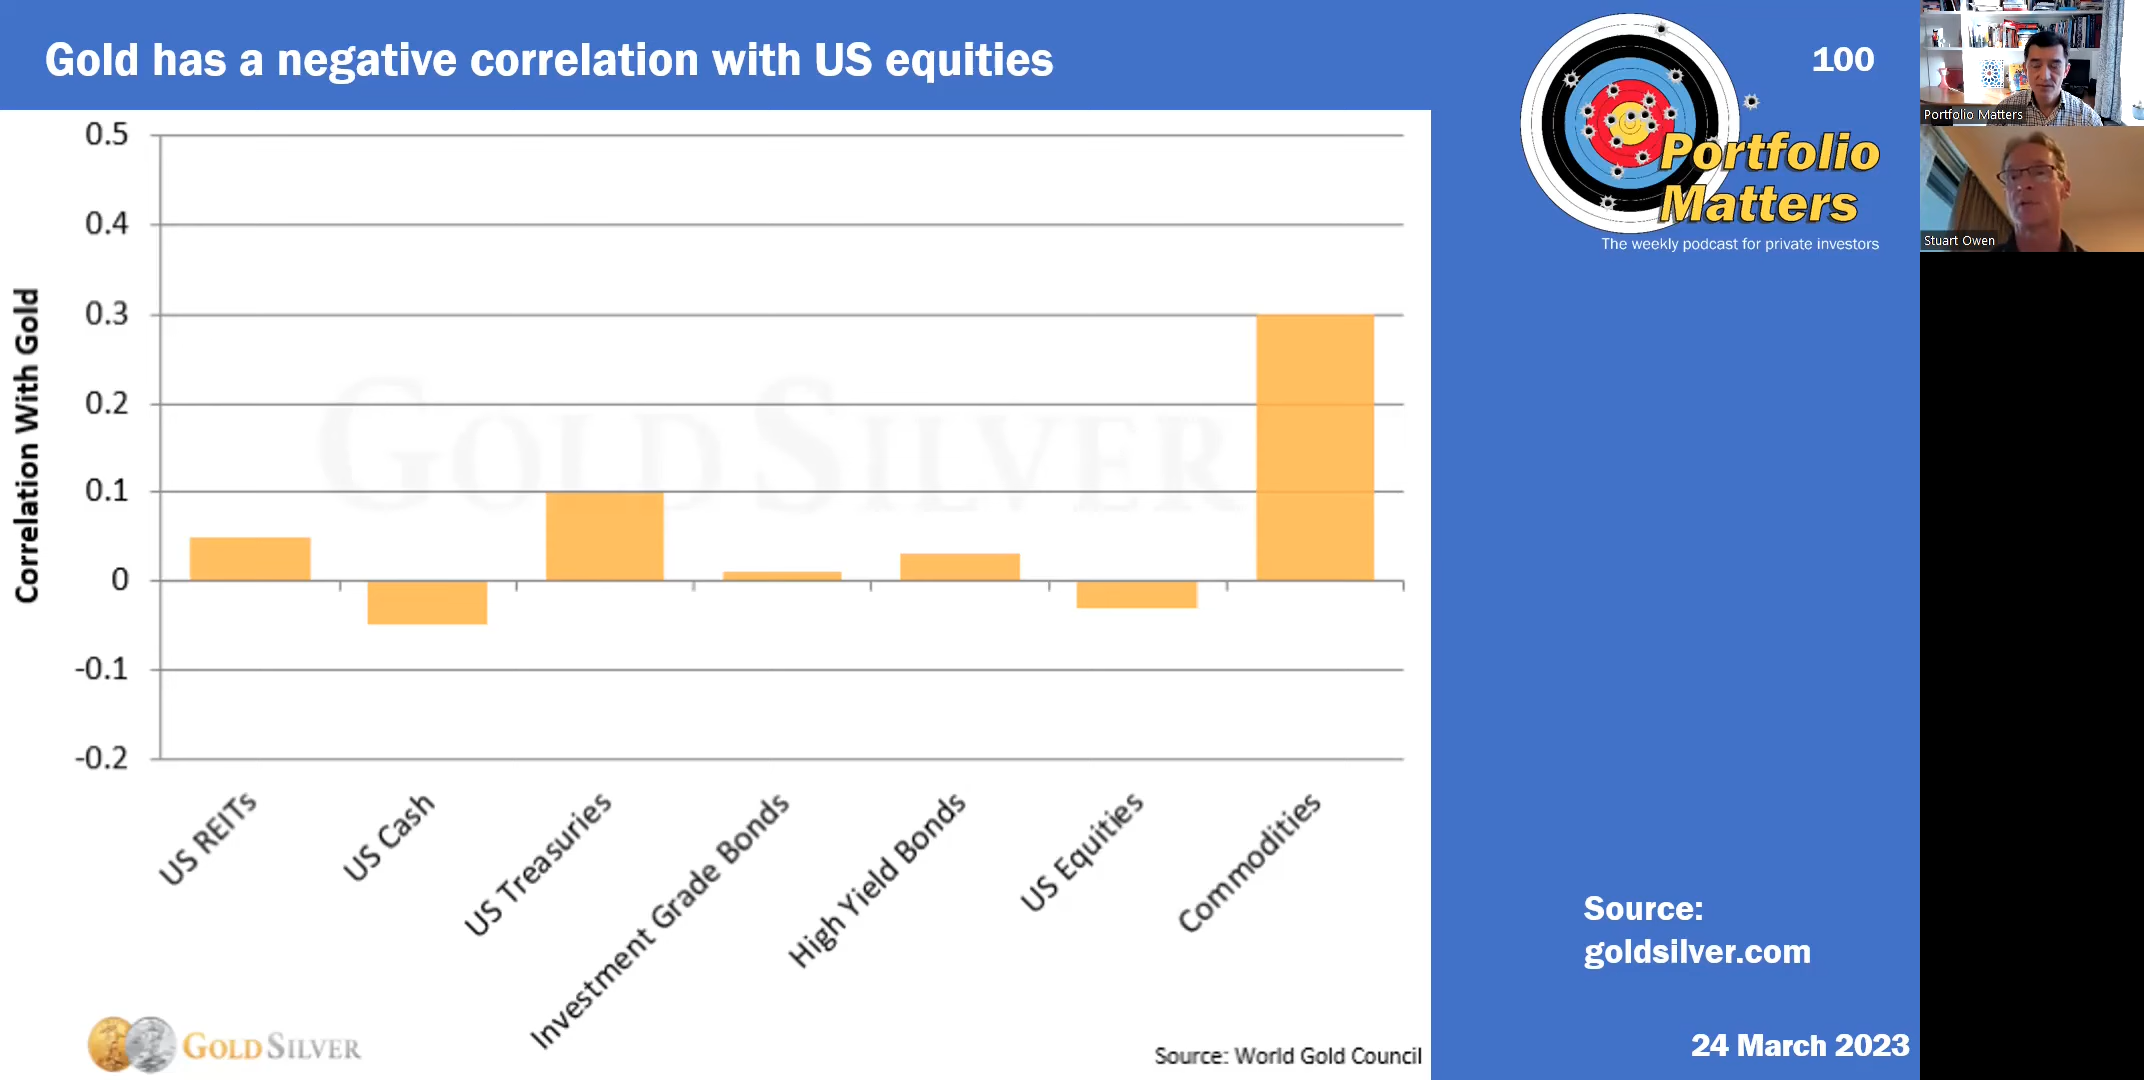 Gold has a negative correlation with US equities
100
Portfolio
Matters
The weekly podcast for private investors
Portfolio Matters
Stuart Owen
Correlation With Gold
0.5
0.4
0.3
0.2
0.1
0
-0.1
-0.2
GOLDSILVER
US REITs
US Cash
US Treasuries
Investment Grade Bonds
High Yield Bonds
US Equities
Commodities
GOLDSILVER
Source: World Gold Council
Source:
goldsilver.com
24 March 2023